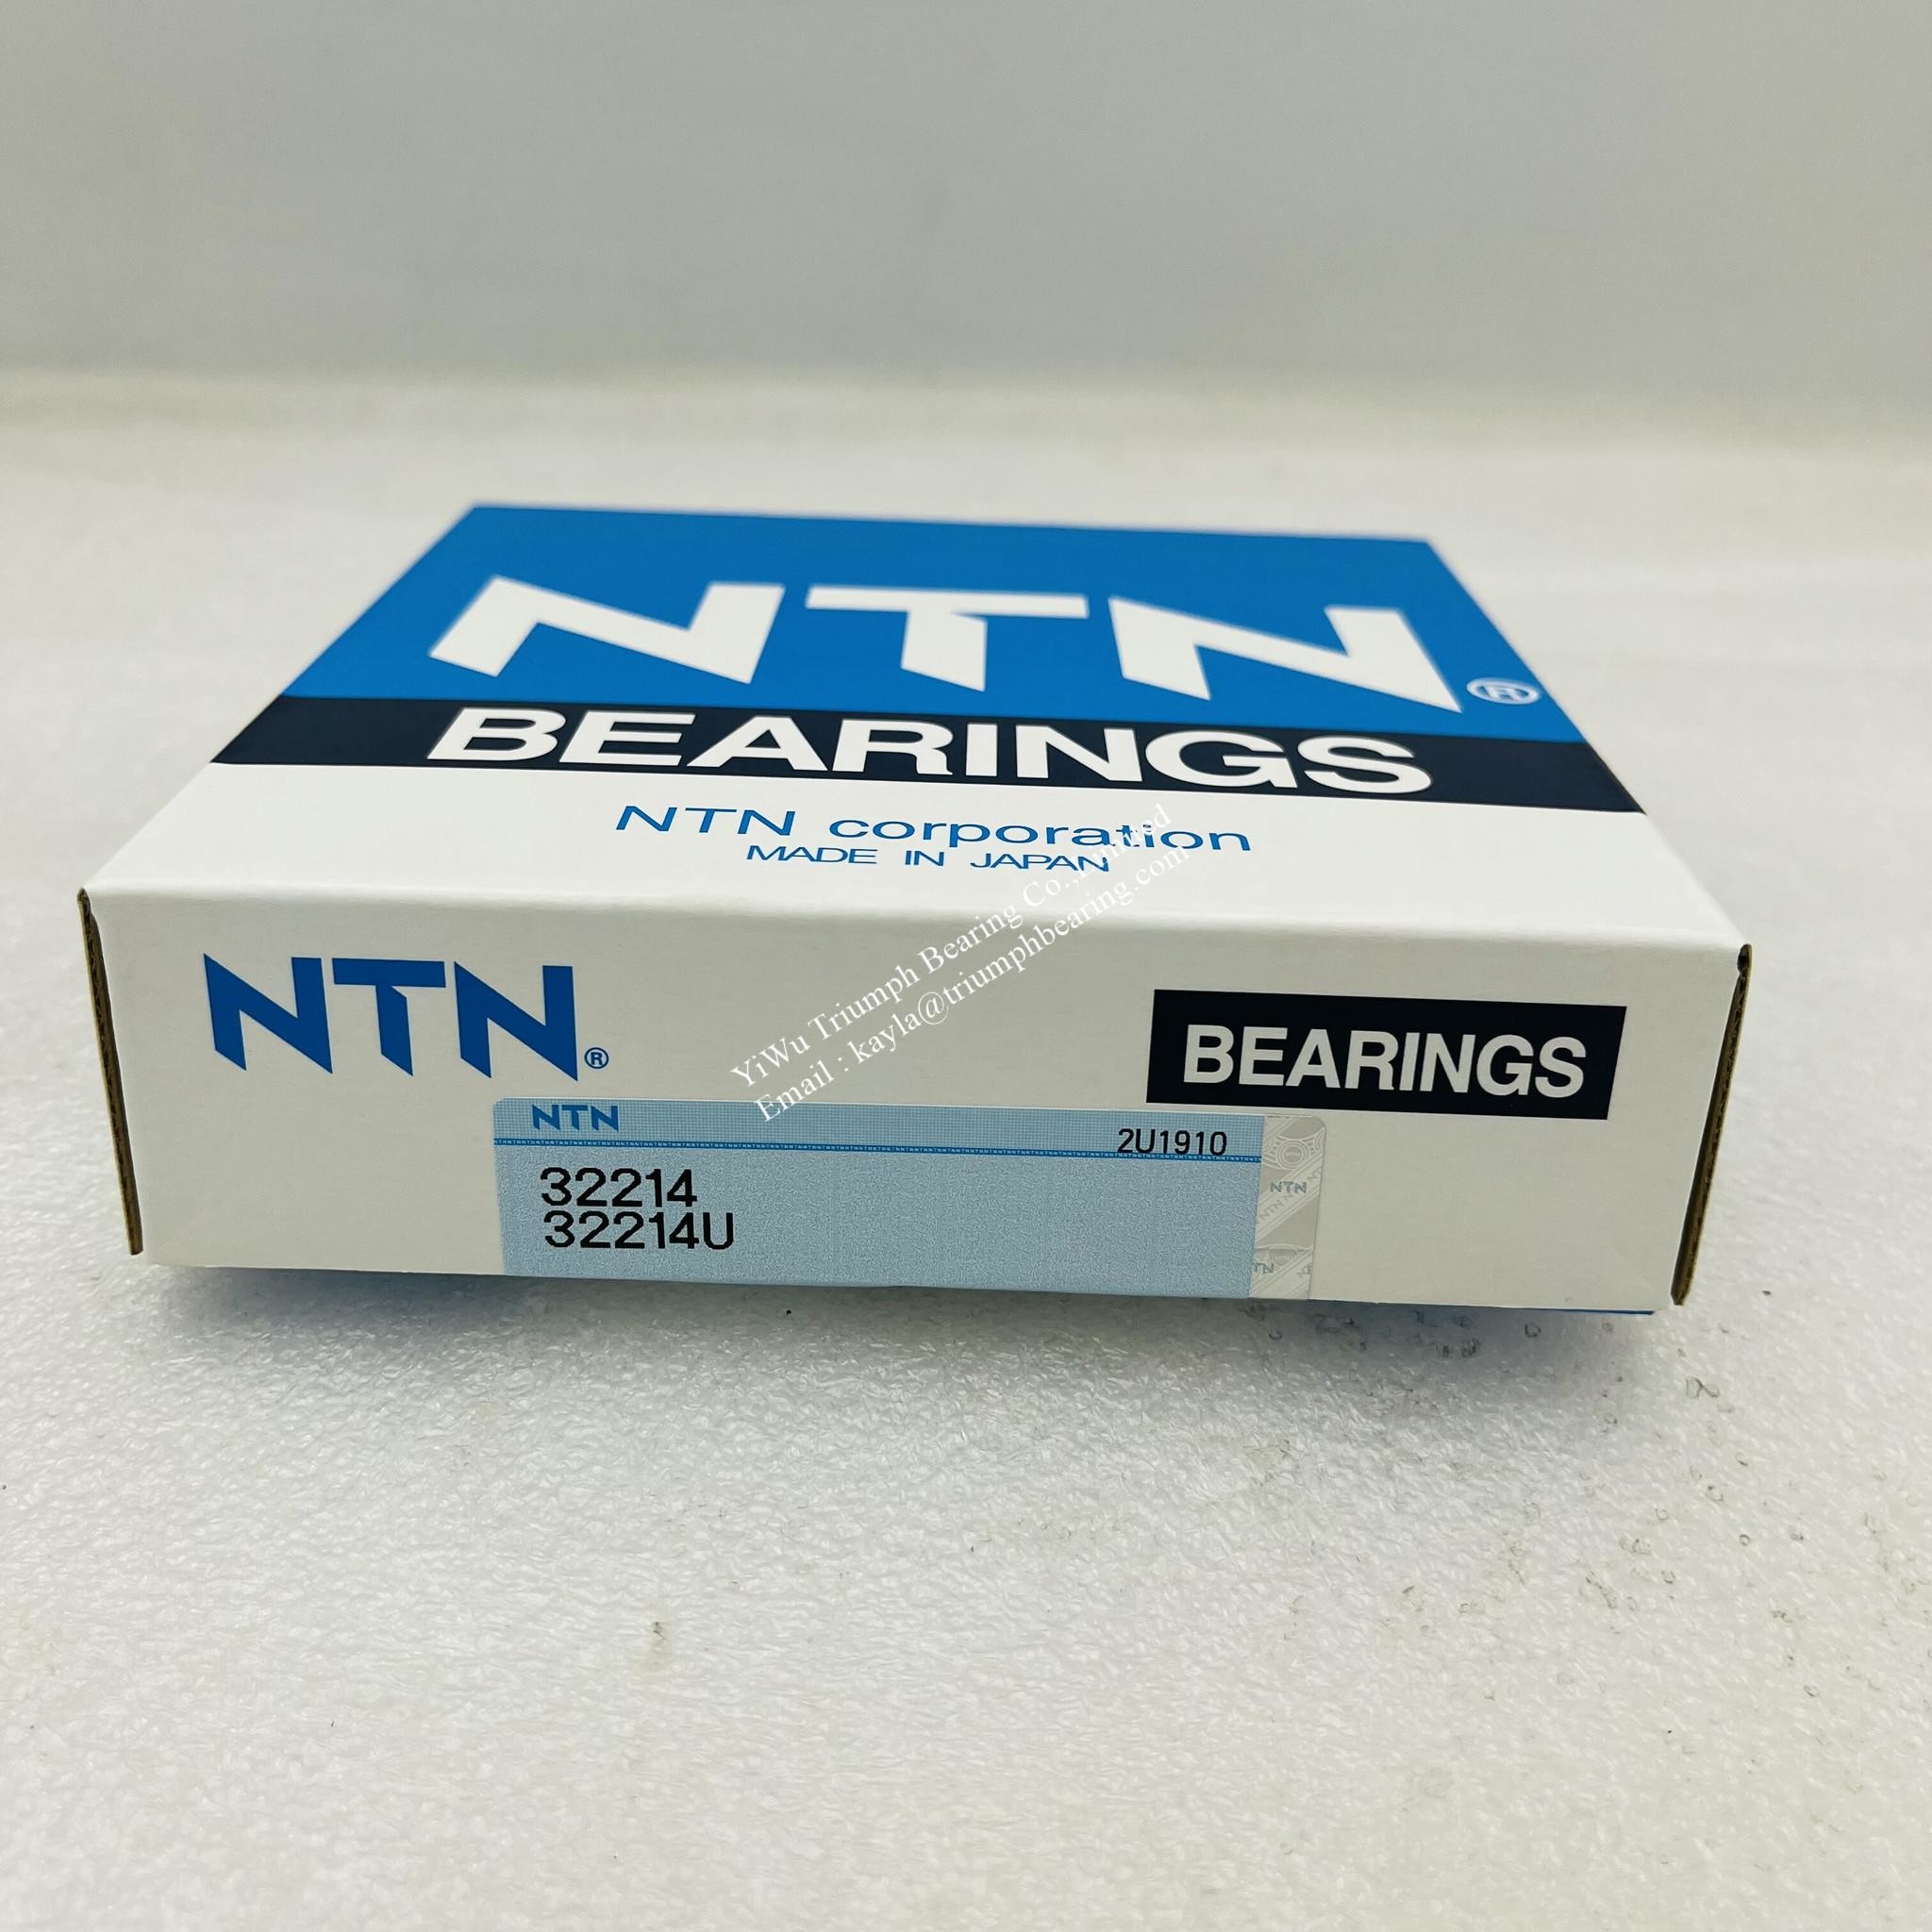 NTN®
BEARINGS
NTN corporation
MADE IN JAPAN
NTN®
BEARINGS
YiWu Triumph Bearing Co.,Limited
Email : kayla@triumphbearing.com
NTN
2U1910
32214
32214U
NTN